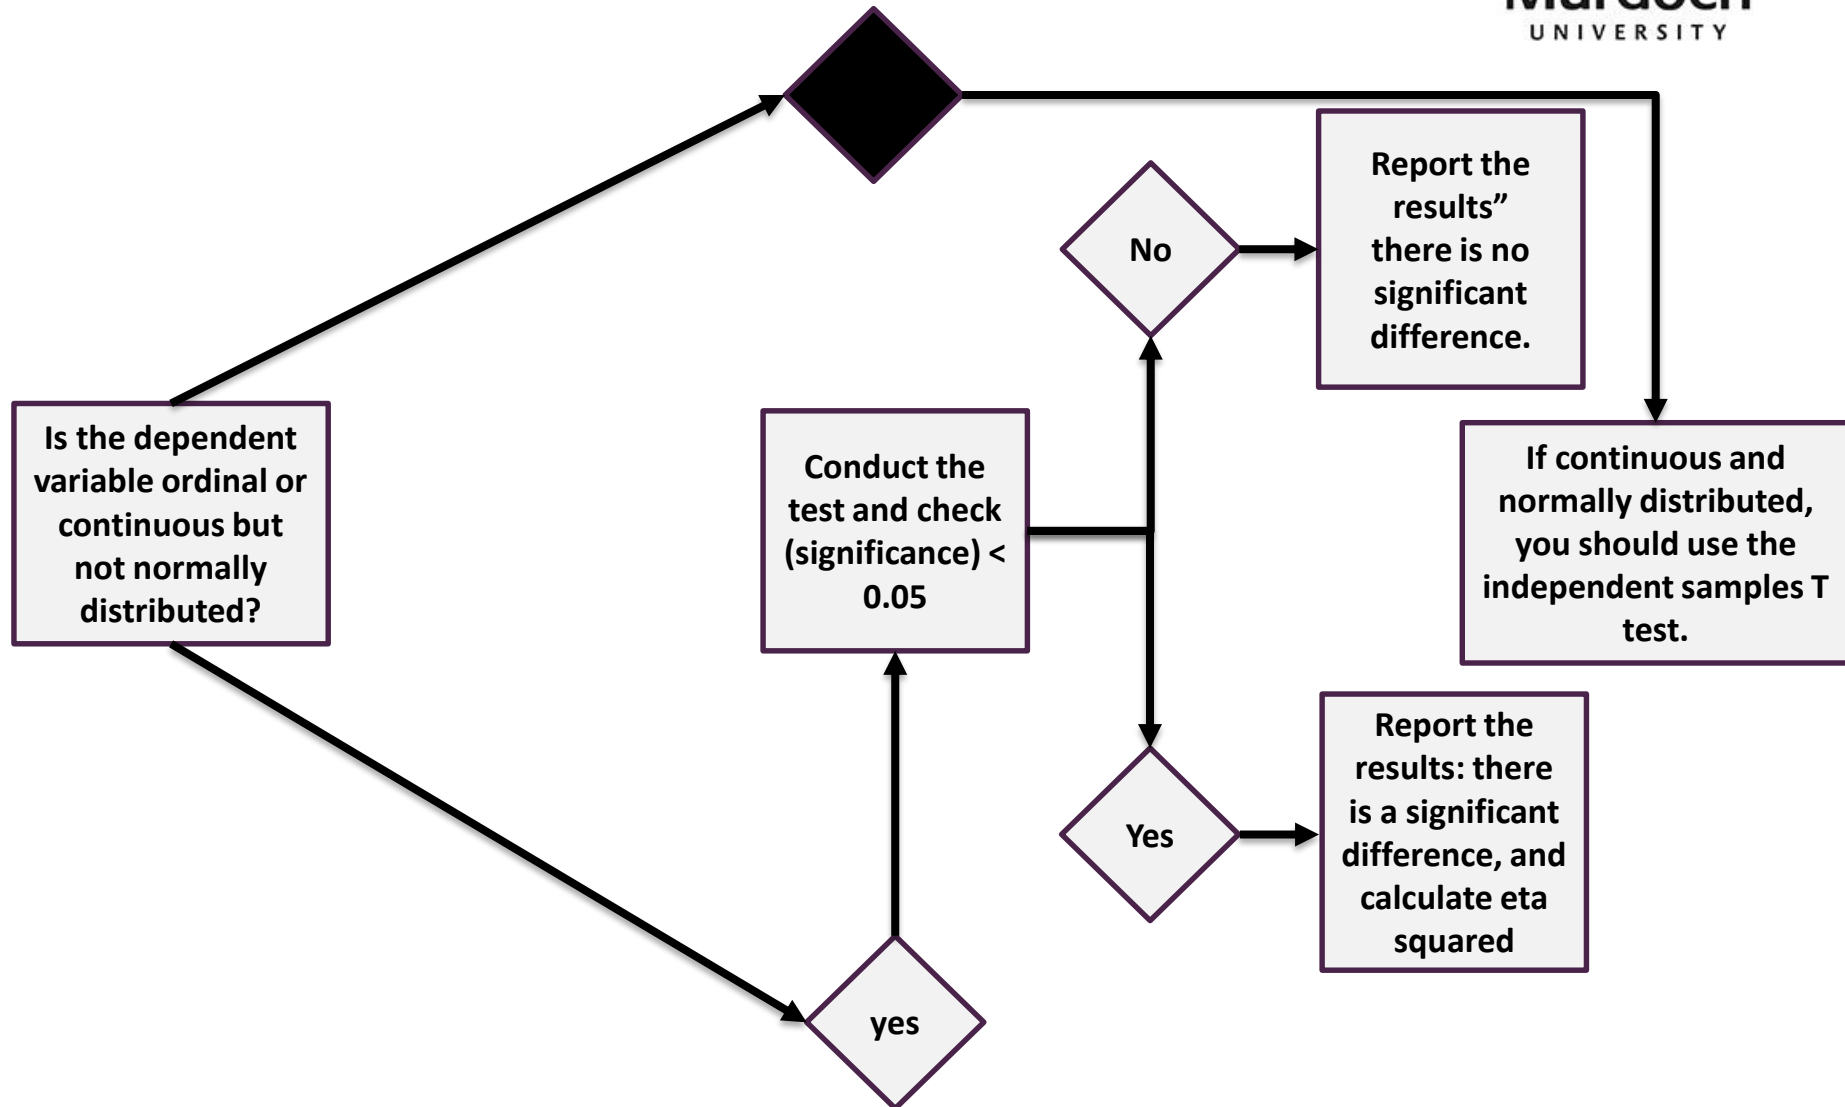 UNIVERSITY
Is the dependent
variable ordinal or
continuous but
not normally
distributed?
Conduct the
test and check
(significance) <
0.05
No
Report the
results”
there is no
significant
difference.
If continuous and
normally distributed,
you should use the
independent samples T
test.
Yes
Report the
results: there
is a significant
difference, and
calculate eta
squared
yes